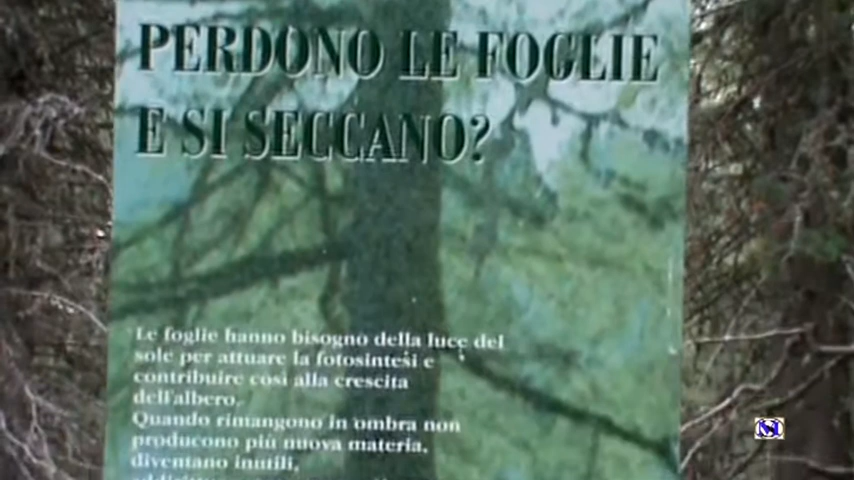 PERDONO LE FOGLIE
E SI SECCANO?
Le foglie hanno bisogno della luce del
sole per attuare la fotosintesi e
contribuire così alla crescita
dell'albero.
Quando rimangono in ombra non
producono più nuova materia,
diventano inutili,